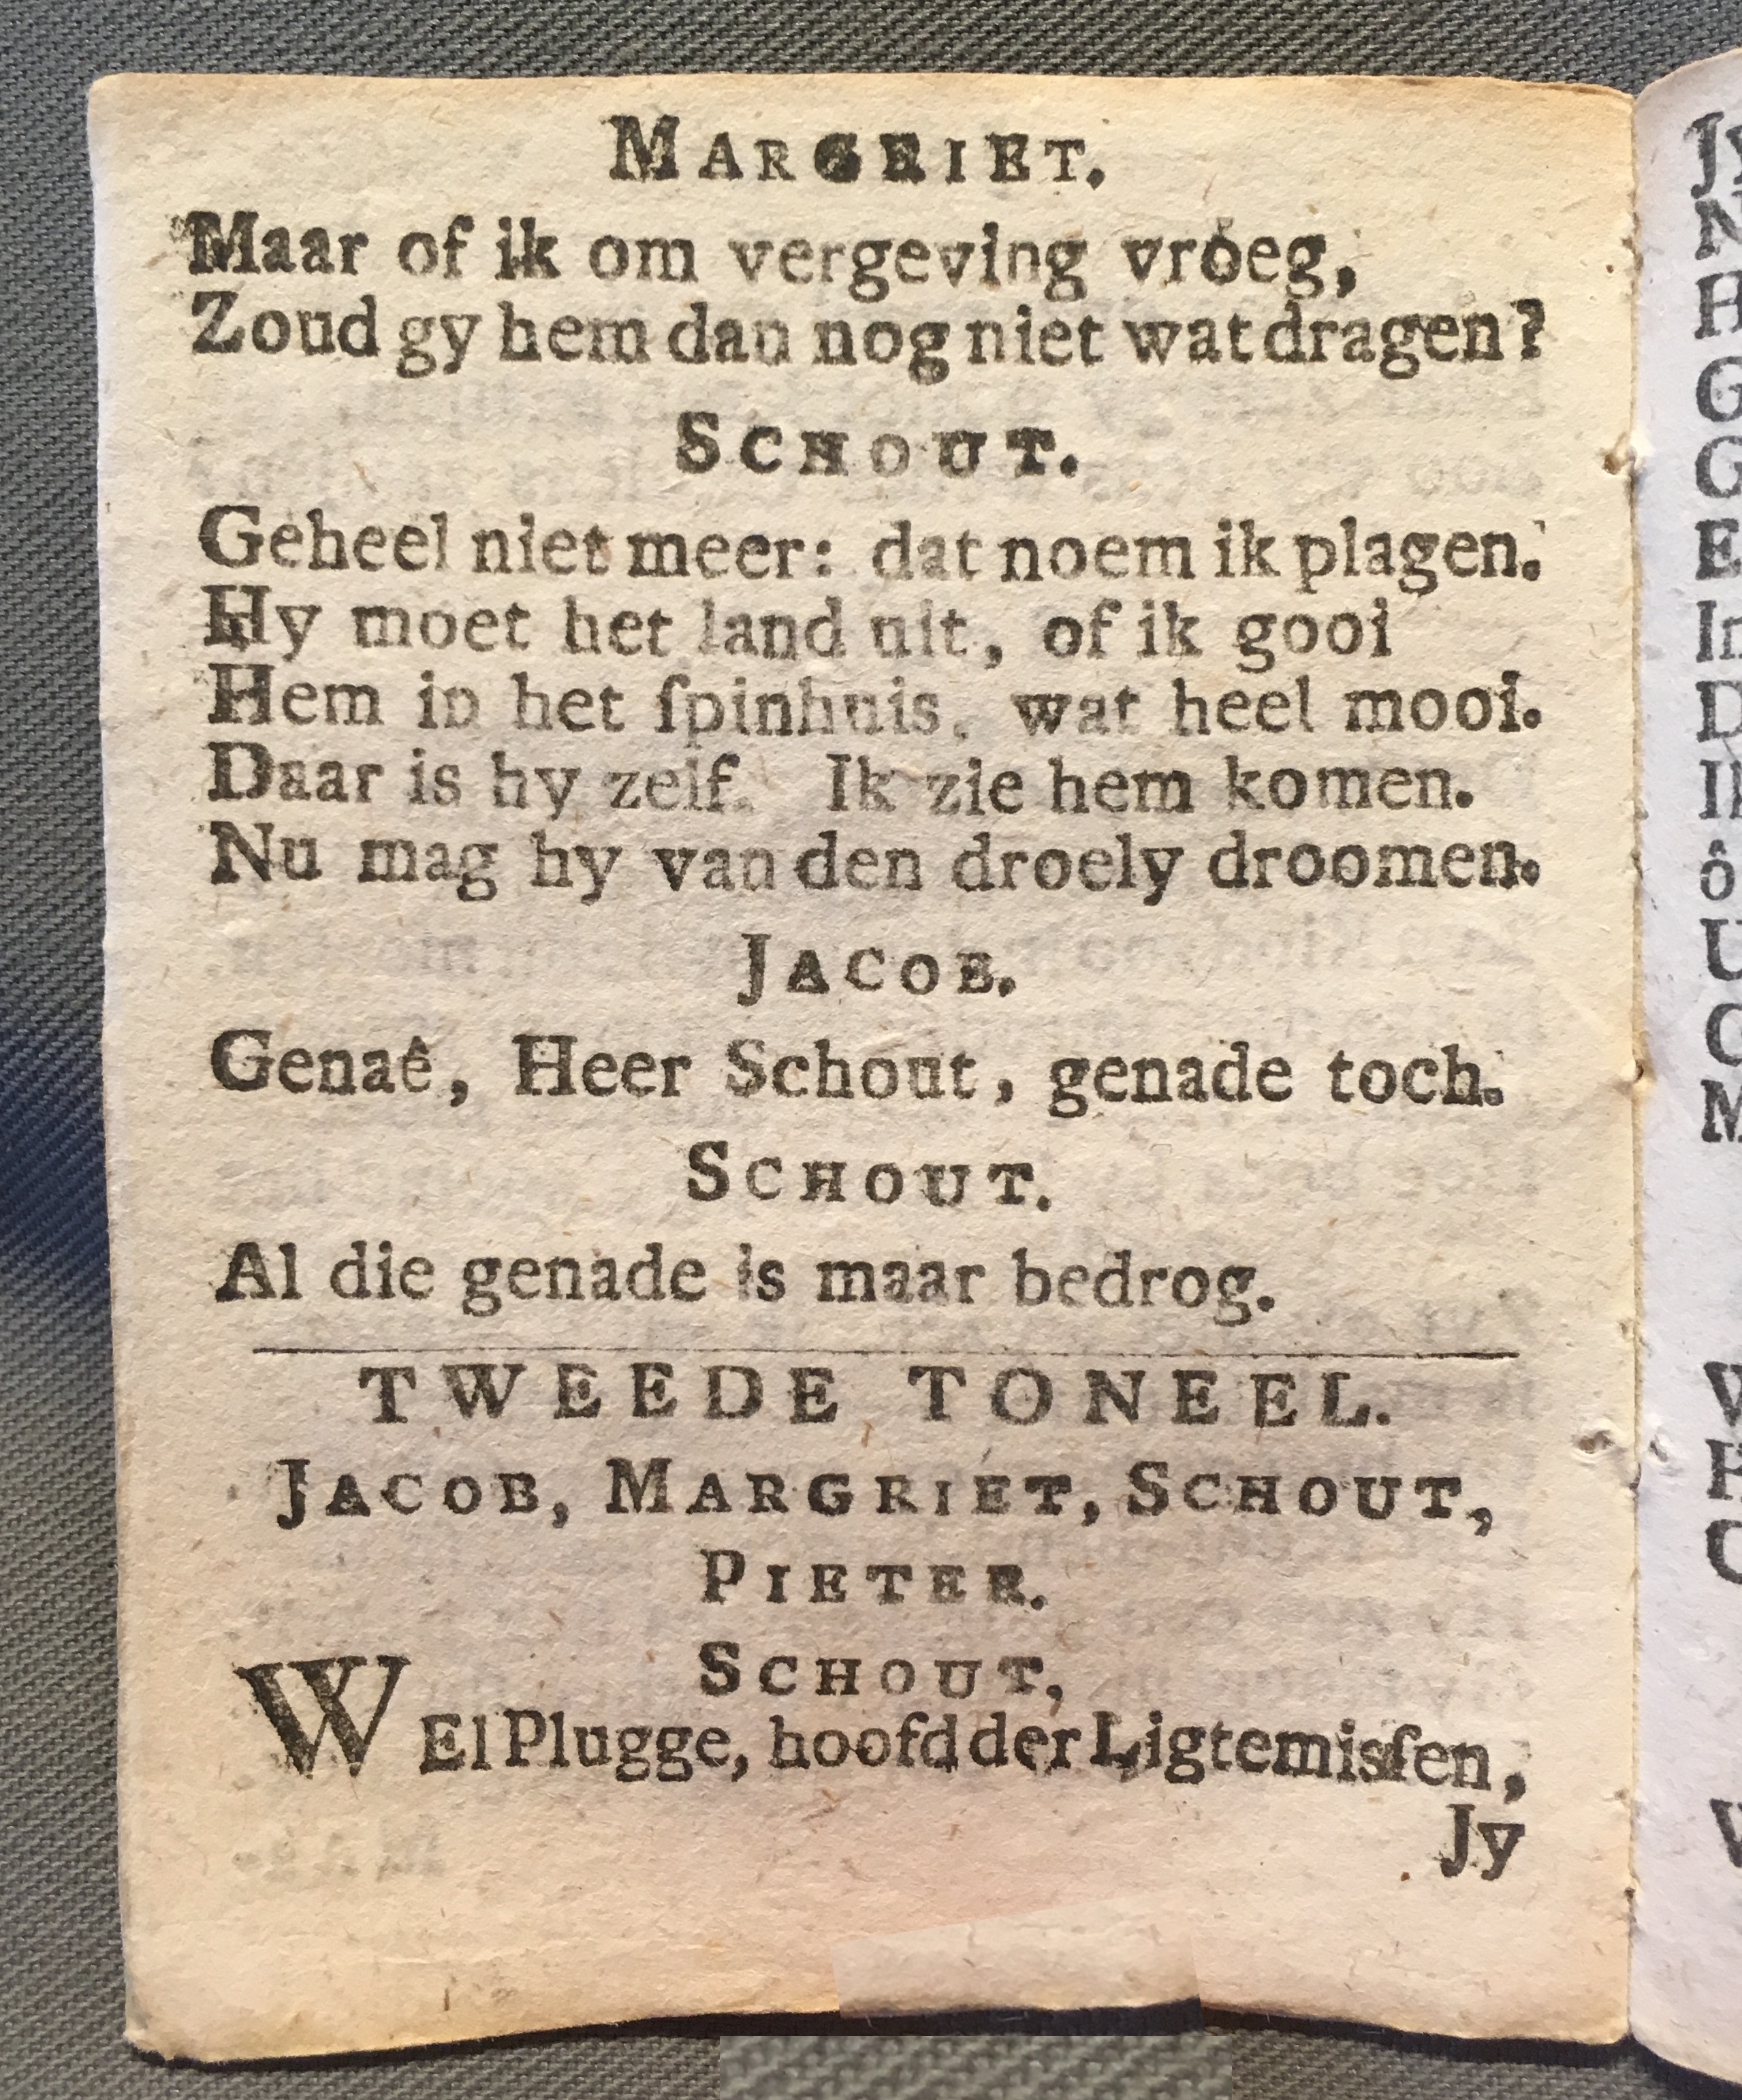 MARGRIET.
Maar of ik om vergeving vroeg,
Zoud gy hem dan nog niet wat dragen?
SCHOUT.
Geheel niet meer: dat noem ik plagen.
Hy moet het land uit, of ik gooi
Hem in het ſpinhuis, wat heel mooi.
Daar is hy zelf. Ik zie hem komen.
Nu mag hy van den droely droomen.
JACOB.
Genaê, Heer Schout, genade toch.
SCHOUT.
Al die genade is maar bedrog.
TWEEDE TONEEL.
JACOB, MARGRIET, SCHOUT,
PIETER.
SCHOUT,
WEl Plugge, hoofd der Ligtemisſen,
Jy